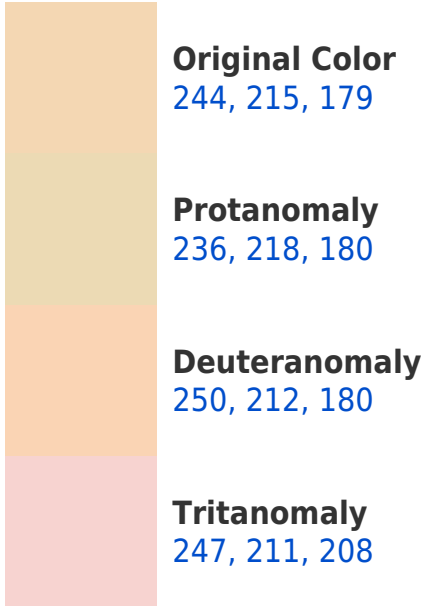 Original Color
244, 215, 179
Protanomaly
236, 218, 180
Deuteranomaly
250, 212, 180
Tritanomaly
247, 211, 208